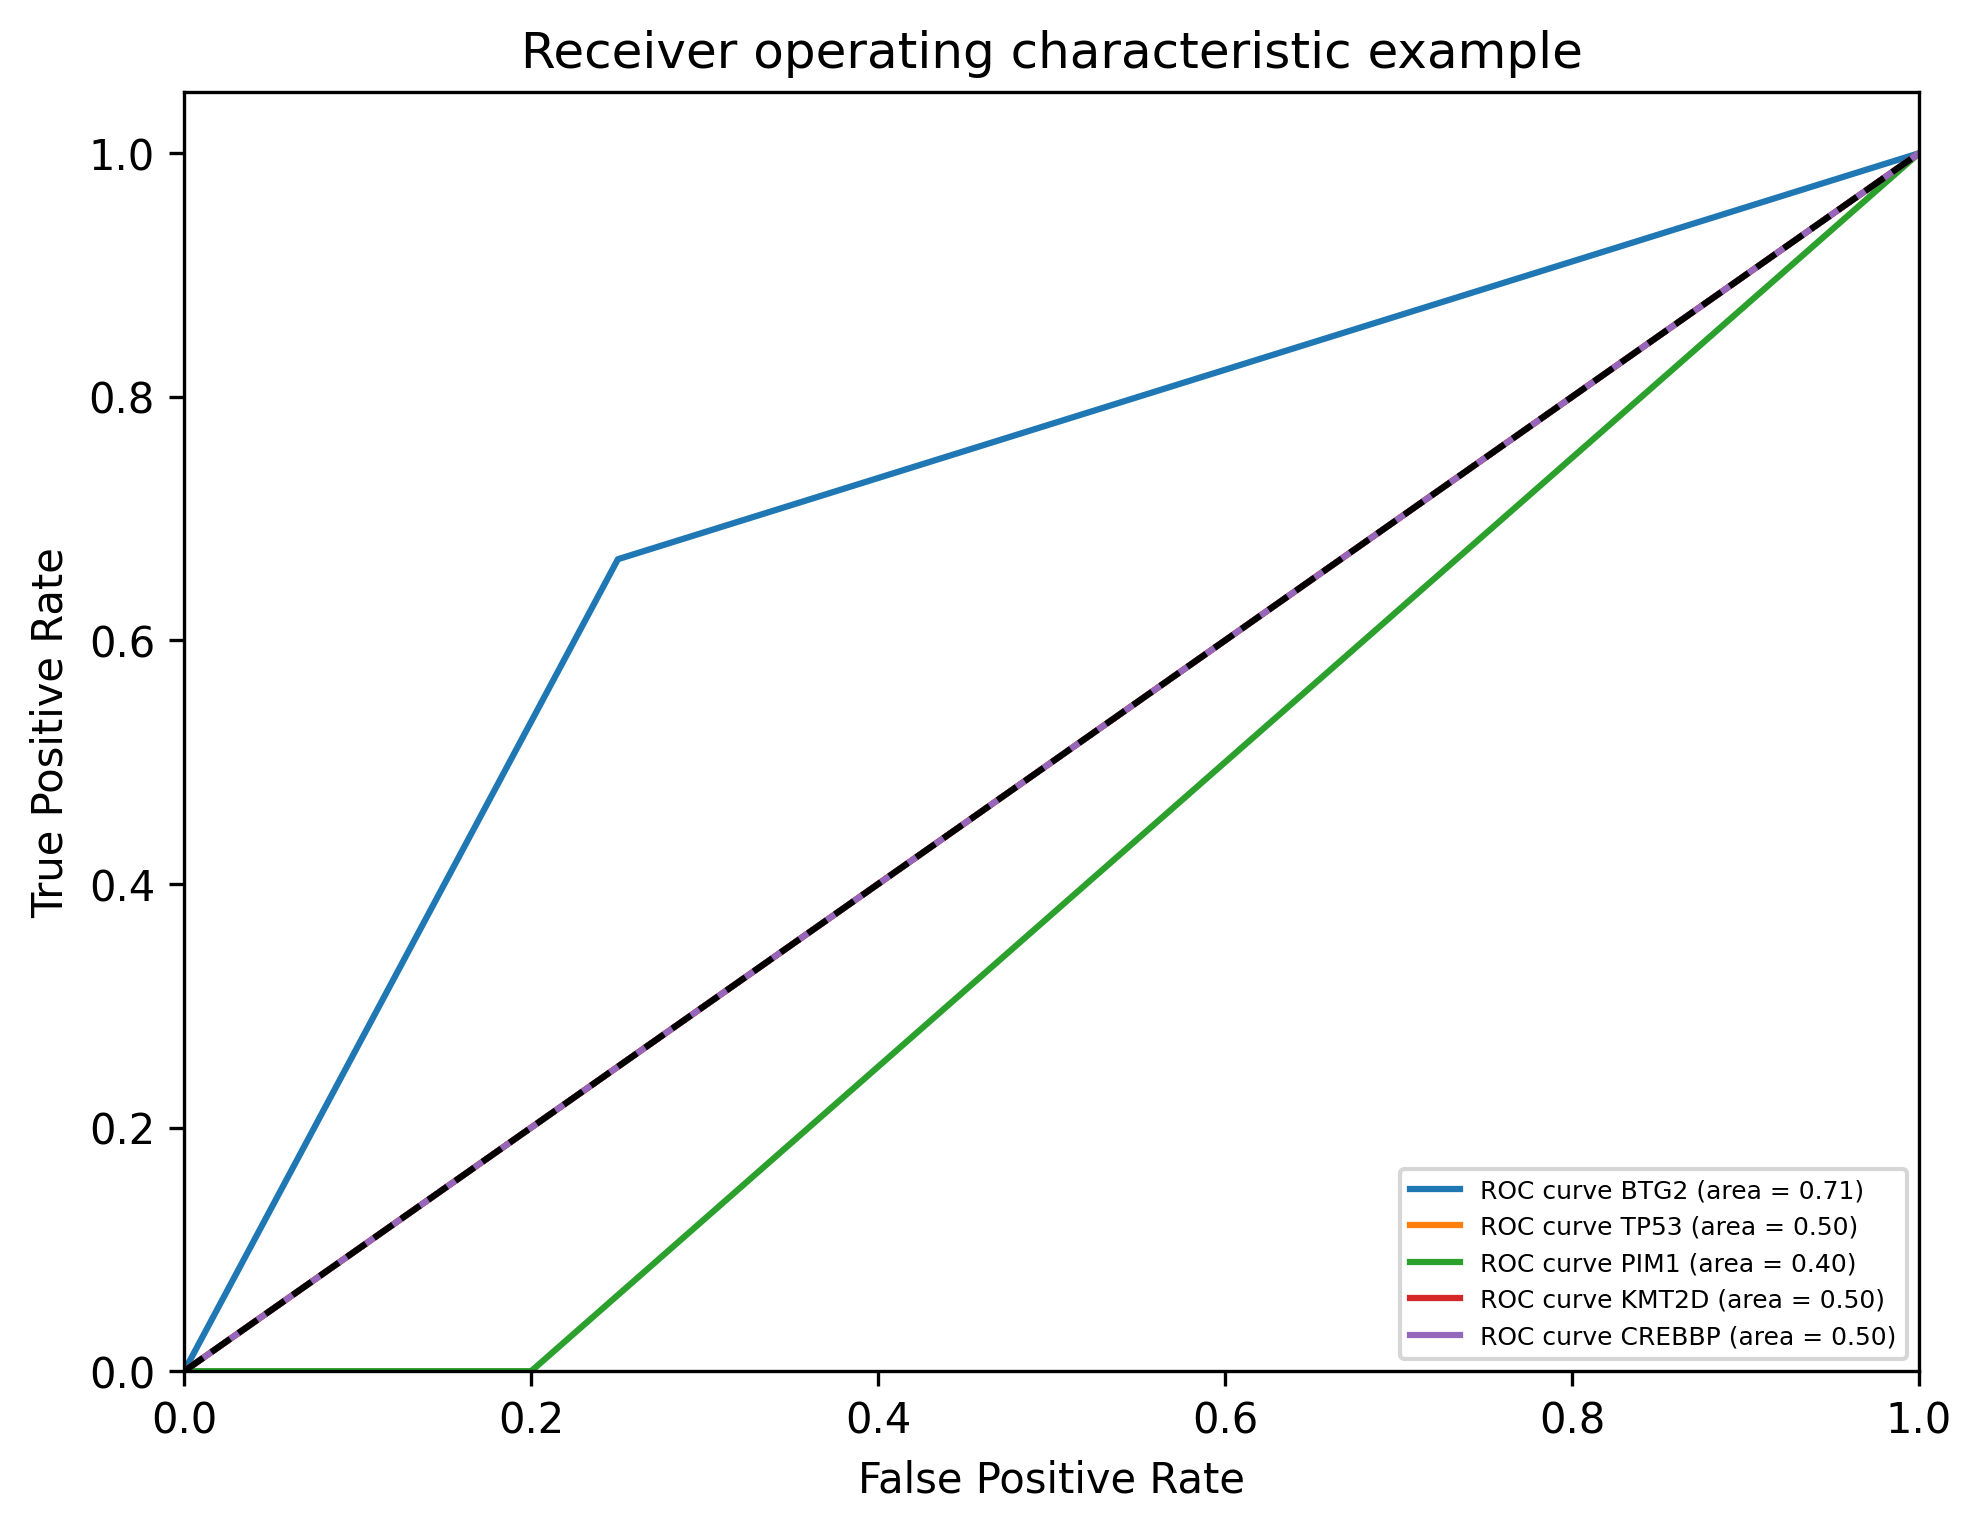 Receiver operating characteristic example
True Positive Rate
1.0
0.8
0.6
0.4
0.2
0.0
ROC curve BTG2 (area = 0.71)
ROC curve TP53 (area = 0.50)
ROC curve PIM1 (area = 0.40)
ROC curve KMT2D (area = 0.50)
ROC curve CREBBP (area = 0.50)
0.0 0.2 0.4 0.6 0.8 1.0
False Positive Rate